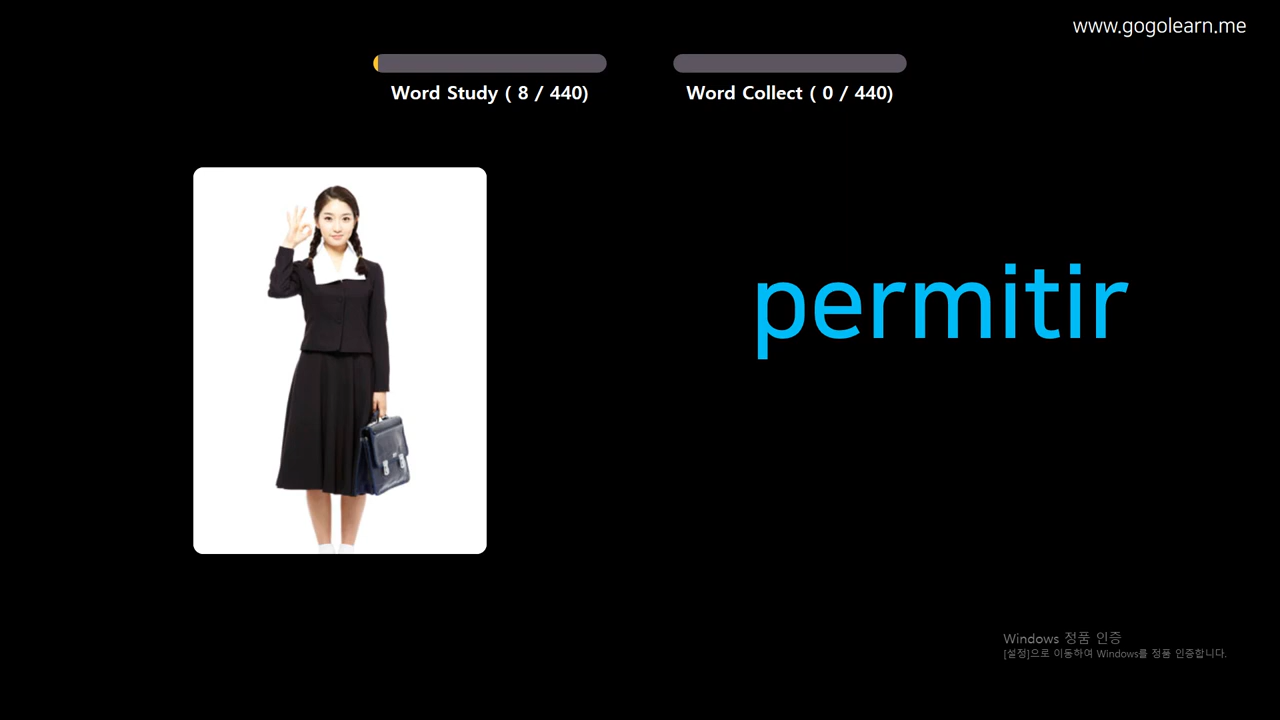 www.gogolearn.me
Word Study ( 8 / 440)
Word Collect ( 0 / 440)
permitir
Windows 정품 인증
[설정]으로 이동하여 Windows를 정품 인증합니다.